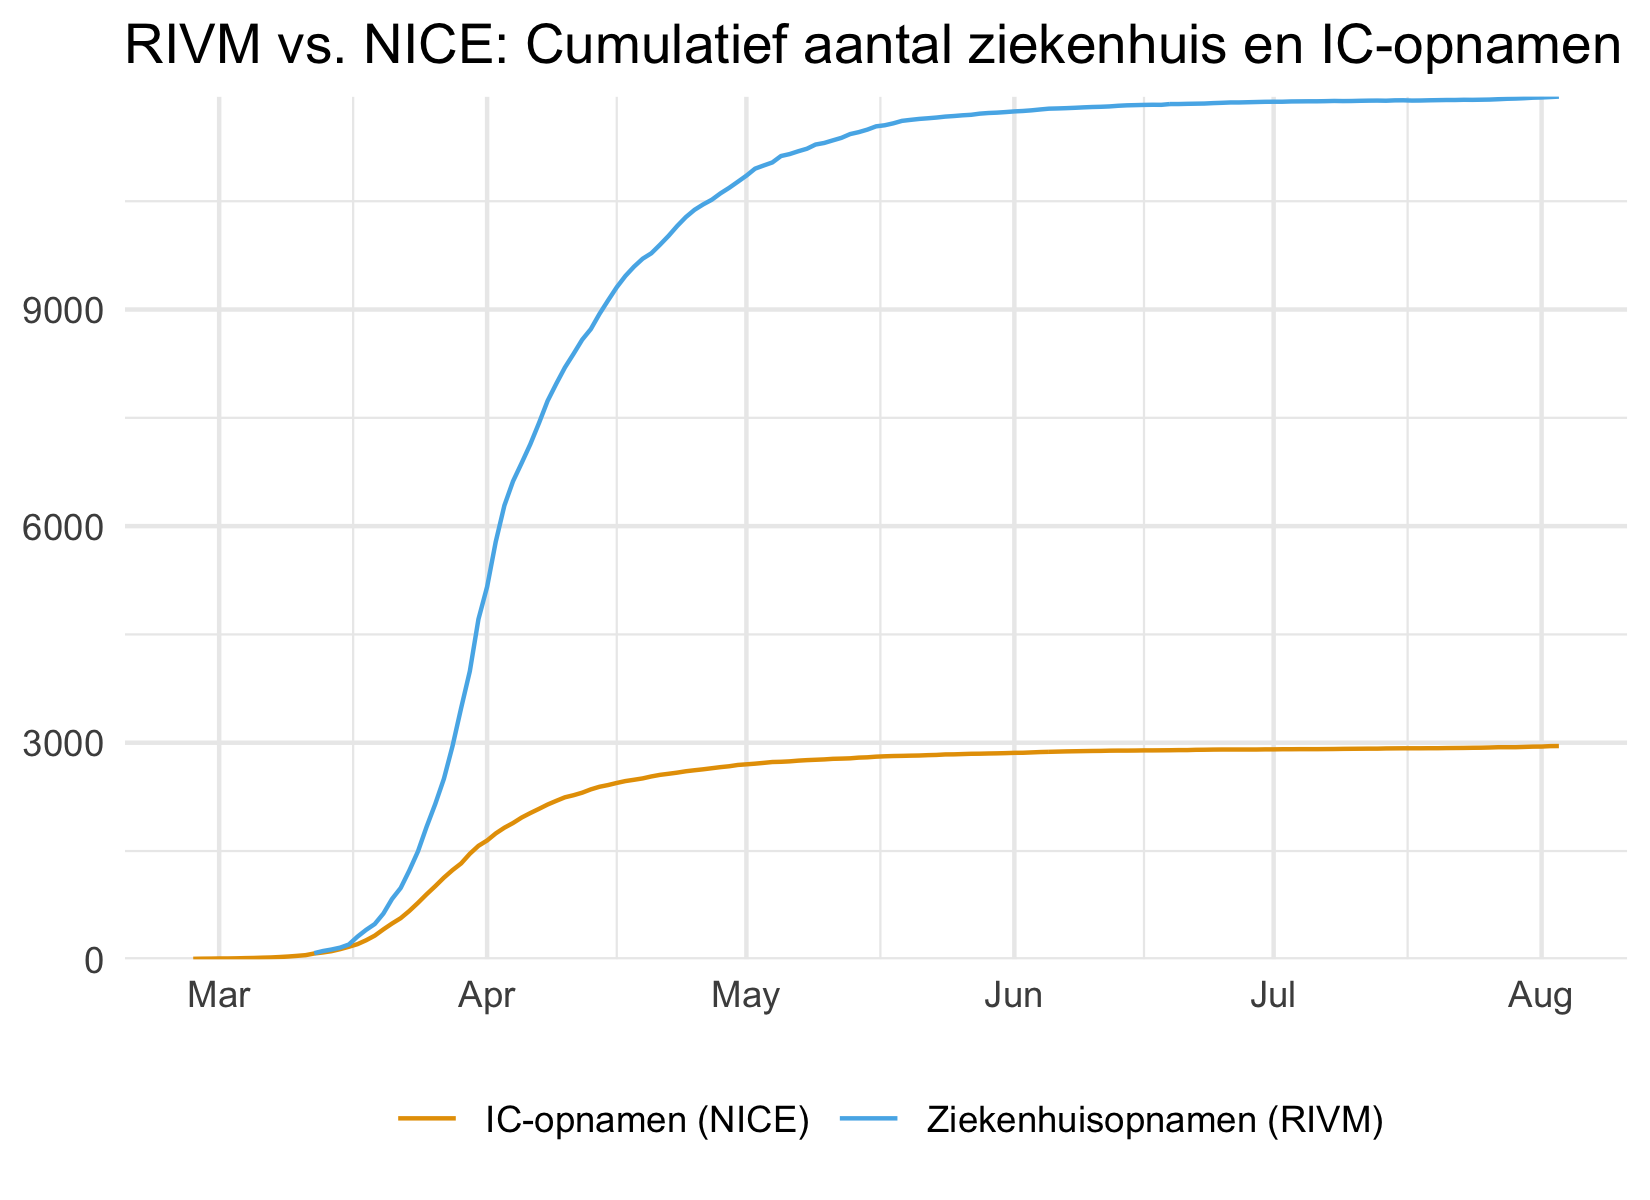 RIVM vs. NICE: Cumulatief aantal ziekenhuis en IC-opnamen
9000
6000
3000
0
Mar Apr May Jun Jul Aug
IC-opnamen (NICE) Ziekenhuisopnamen (RIVM)